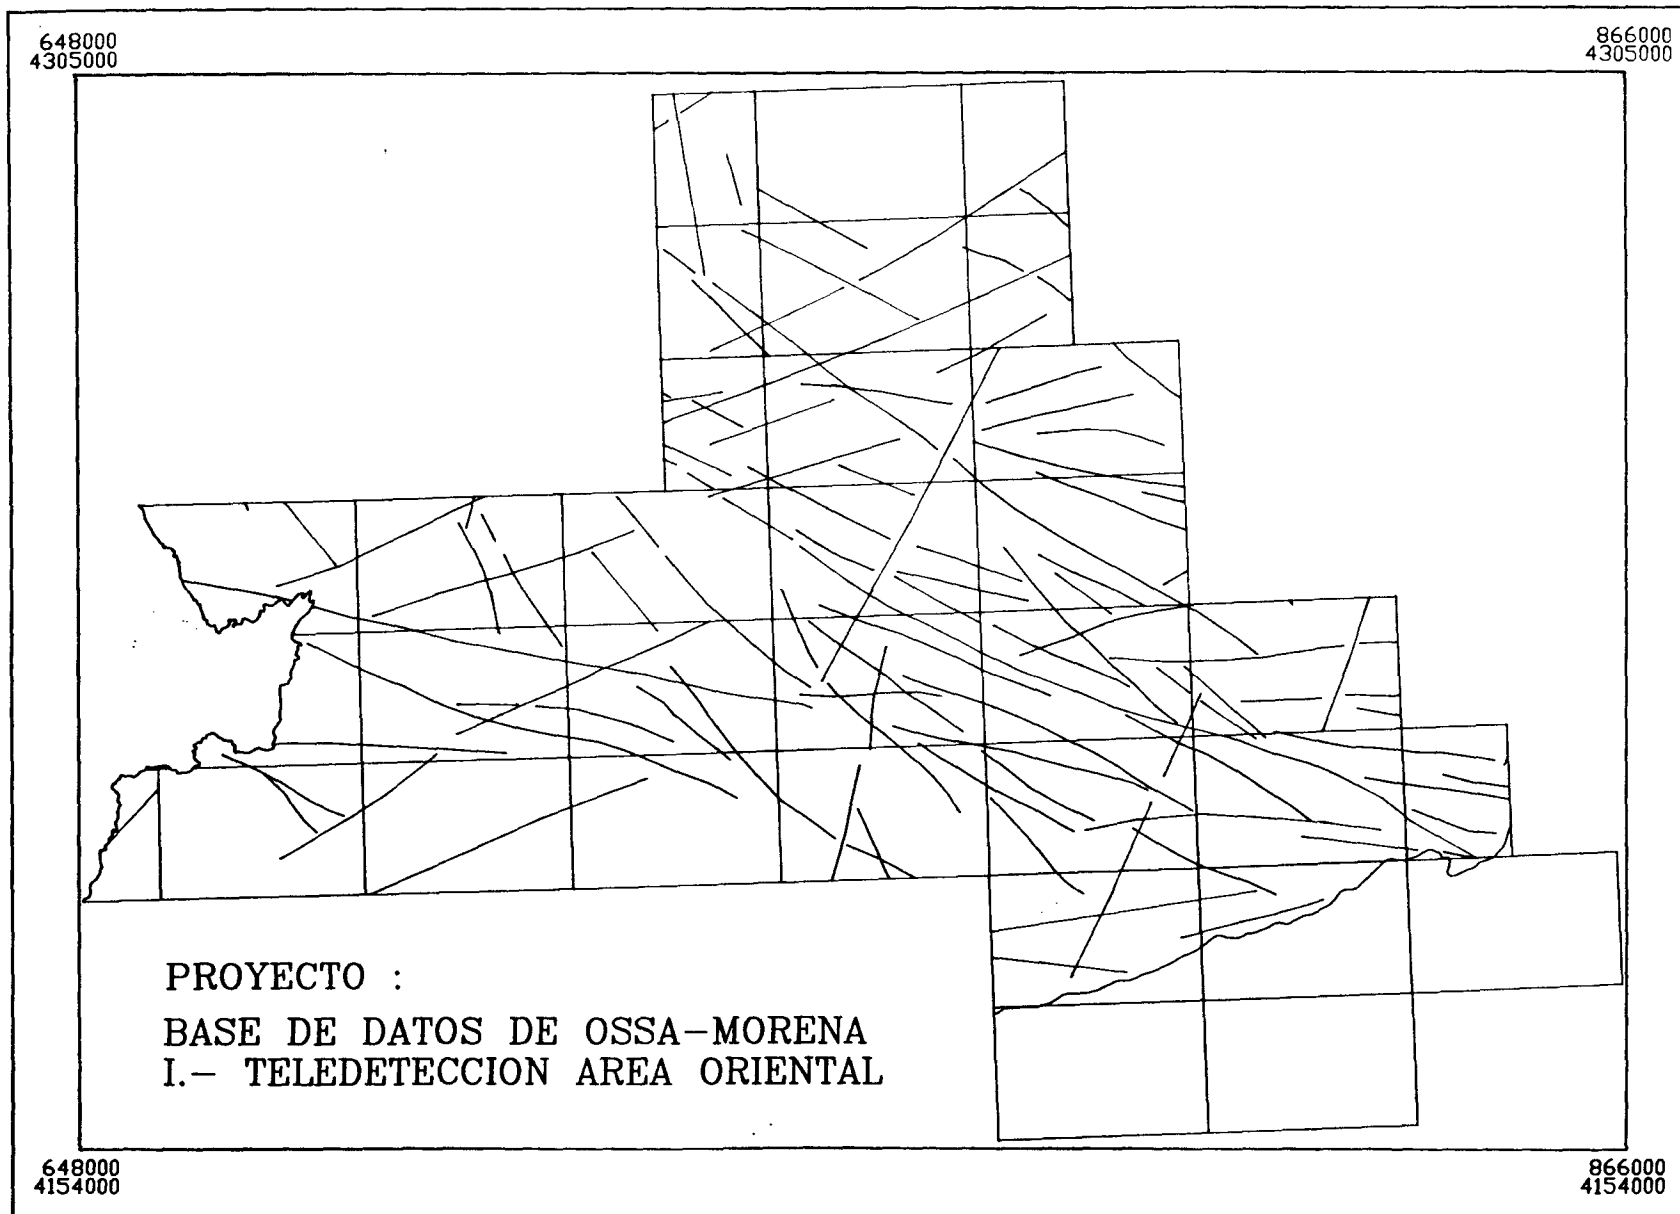 648000
4305000
866000
4305000
PROYECTO :
BASE DE DATOS DE OSSA-MORENA
I.- TELEDETECCION AREA ORIENTAL
648000
4154000
866000
4154000